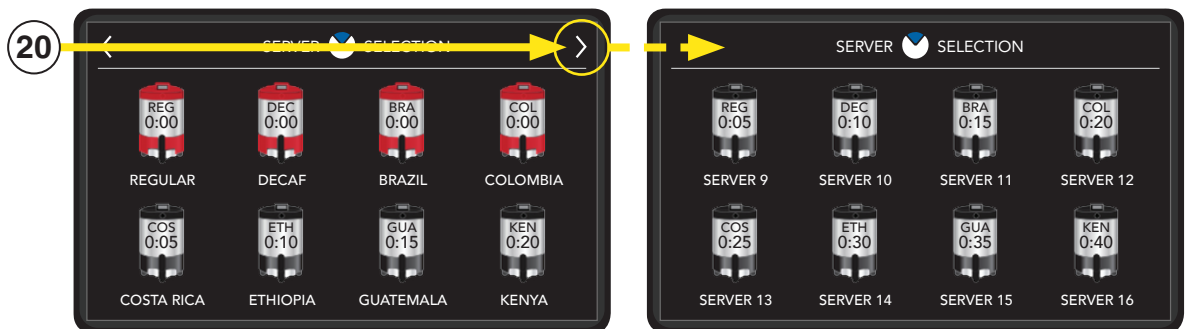 20
SERVER SELECTION
REG DEC BRA COL
0:00 0:00 0:00 0:00
REGULAR DECAF BRAZIL COLOMBIA
COS ETH GUA KEN
0:05 0:10 0:15 0:20
COSTA RICA ETHIOPIA GUATEMALA KENYA
SERVER SELECTION
REG DEC BRA COL
0:05 0:10 0:15 0:20
SERVER 9 SERVER 10 SERVER 11 SERVER 12
COS ETH GUA KEN
0:25 0:30 0:35 0:40
SERVER 13 SERVER 14 SERVER 15 SERVER 16